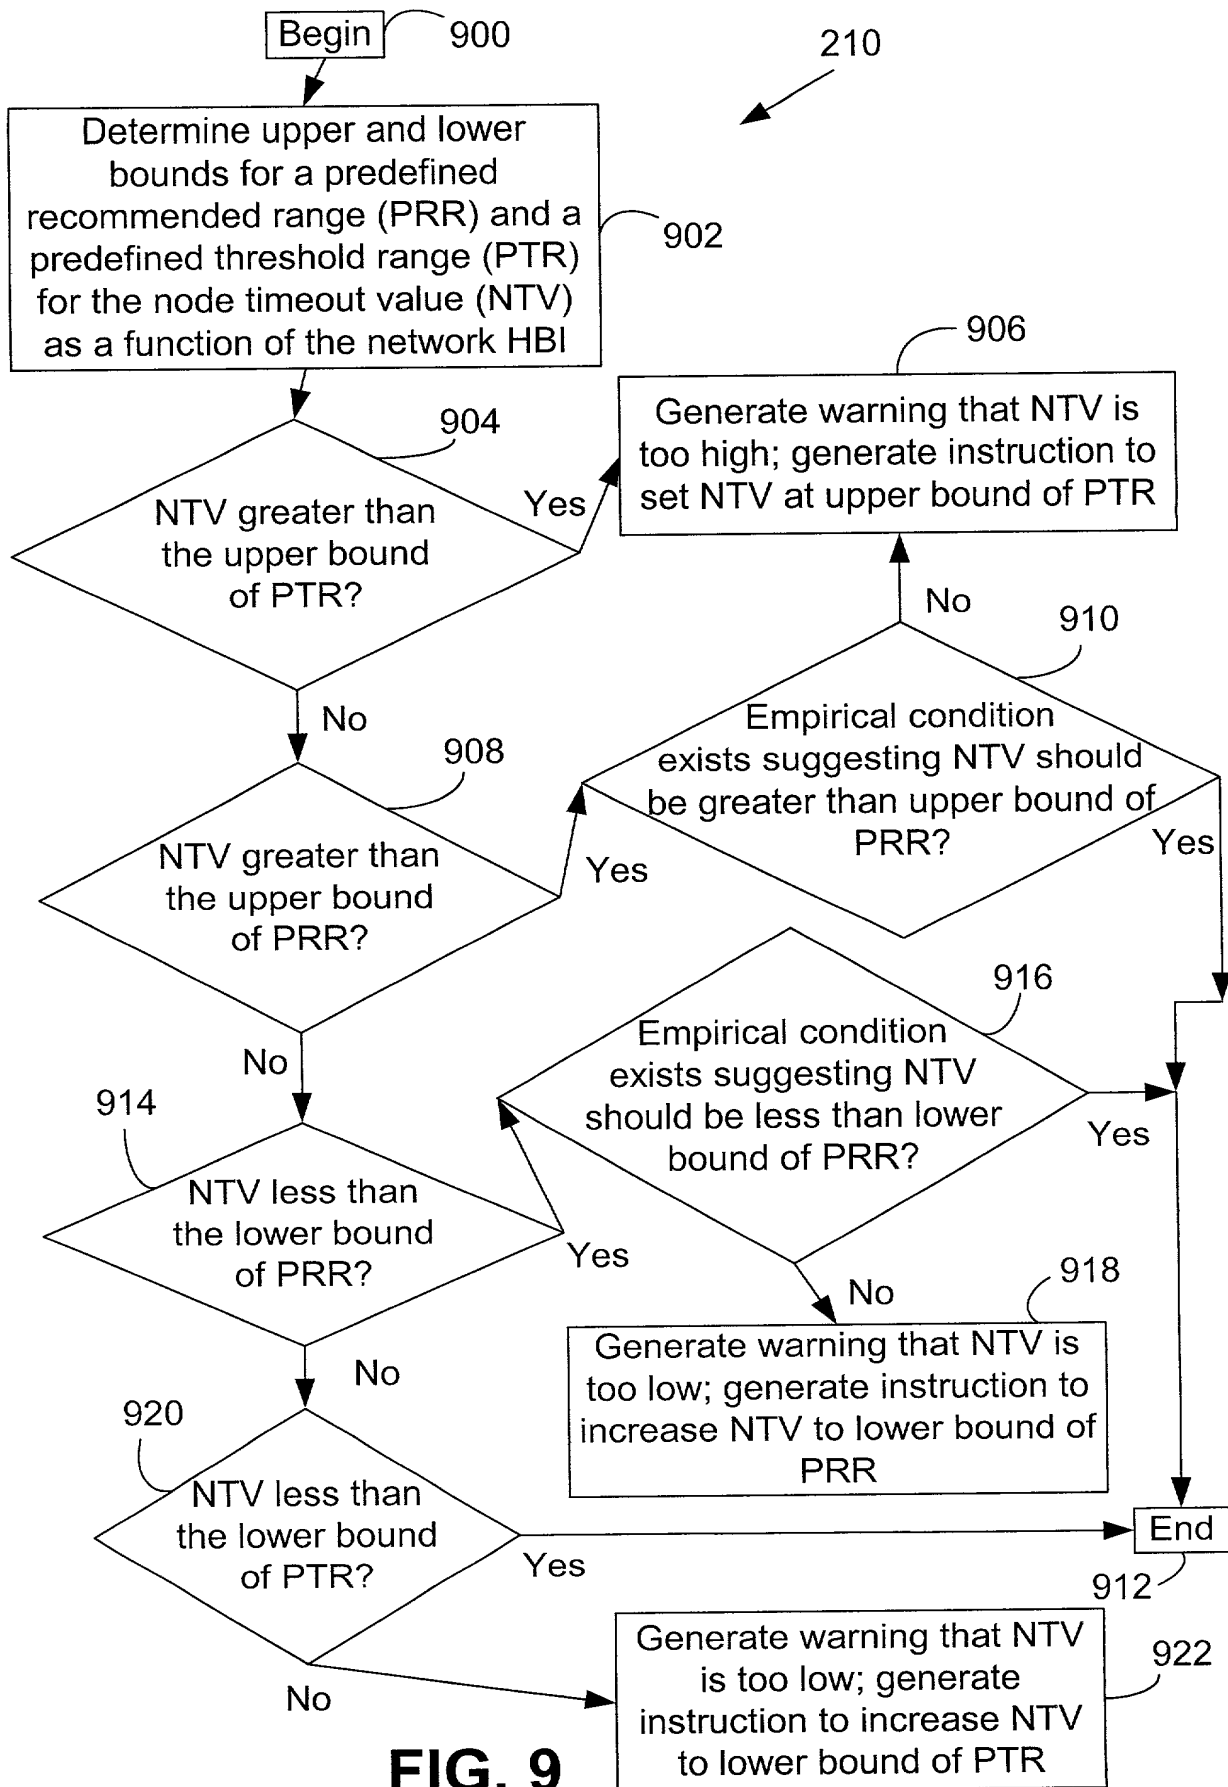 Begin
900
210
Determine upper and lower
bounds for a predefined
recommended range (PRR) and a
predefined threshold range (PTR)
for the node timeout value (NTV)
as a function of the network HBI
902
906
Generate warning that NTV is
too high; generate instruction to
set NTV at upper bound of PTR
904
NTV greater than
the upper bound
of PTR?
Yes
No
No
910
Empirical condition
exists suggesting NTV should
be greater than upper bound of
PRR?
Yes
908
NTV greater than
the upper bound
of PRR?
Yes
No
916
Empirical condition
exists suggesting NTV
should be less than lower
bound of PRR?
Yes
No
914
NTV less than
the lower bound
of PRR?
Yes
No
918
Generate warning that NTV is
too low; generate instruction to
increase NTV to lower bound of
PRR
920
NTV less than
the lower bound
of PTR?
Yes
No
End
912
Generate warning that NTV
is too low; generate
instruction to increase NTV
to lower bound of PTR
922
FIG. 9